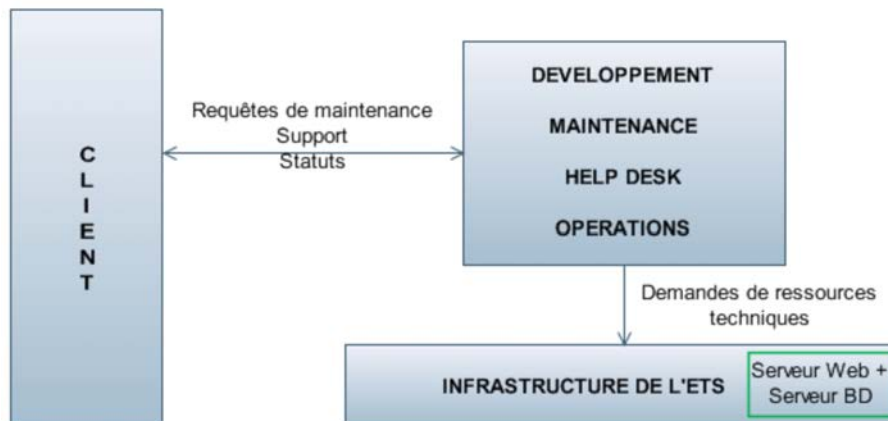 CLIENT
Requêtes de maintenance
Support
Statuts
DEVELOPPEMENT
MAINTENANCE
HELP DESK
OPERATIONS
Demandes de ressources
techniques
INFRASTRUCTURE DE L'ETS
Serveur Web +
Serveur BD